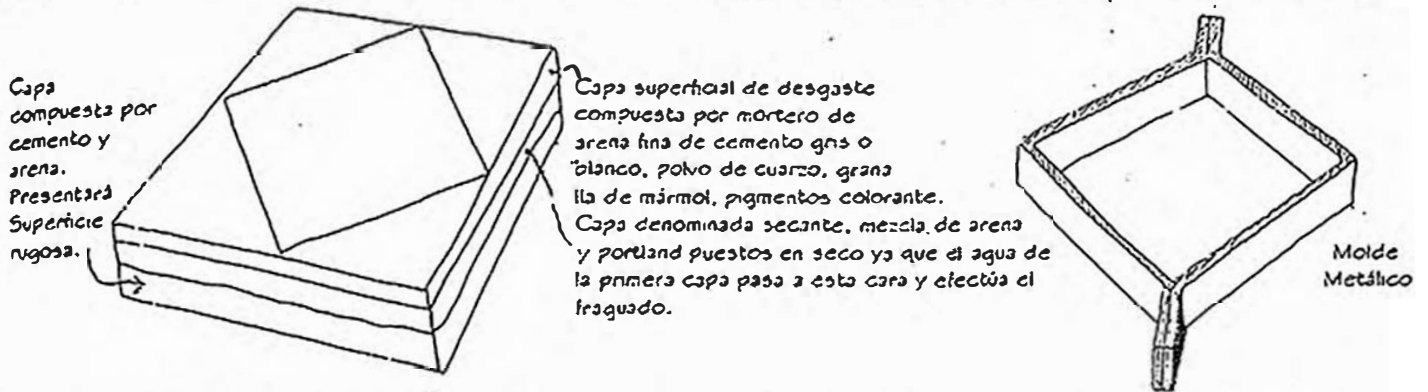 Capa
compuesta por
cemento y
arena.
Presentará
Superficie
rugosa.
Capa superficial de desgaste
compuesta por mortero de
arena fina de cemento gris o
blanco, polvo de cuarzo, grana
lla de mármol, pigmentos colorante.
Capa denominada secante, mezcla de arena
y portland puestos en seco ya que el agua de
la primera capa pasa a esta cara y efectúa el
fraguado.
Molde
Metálico